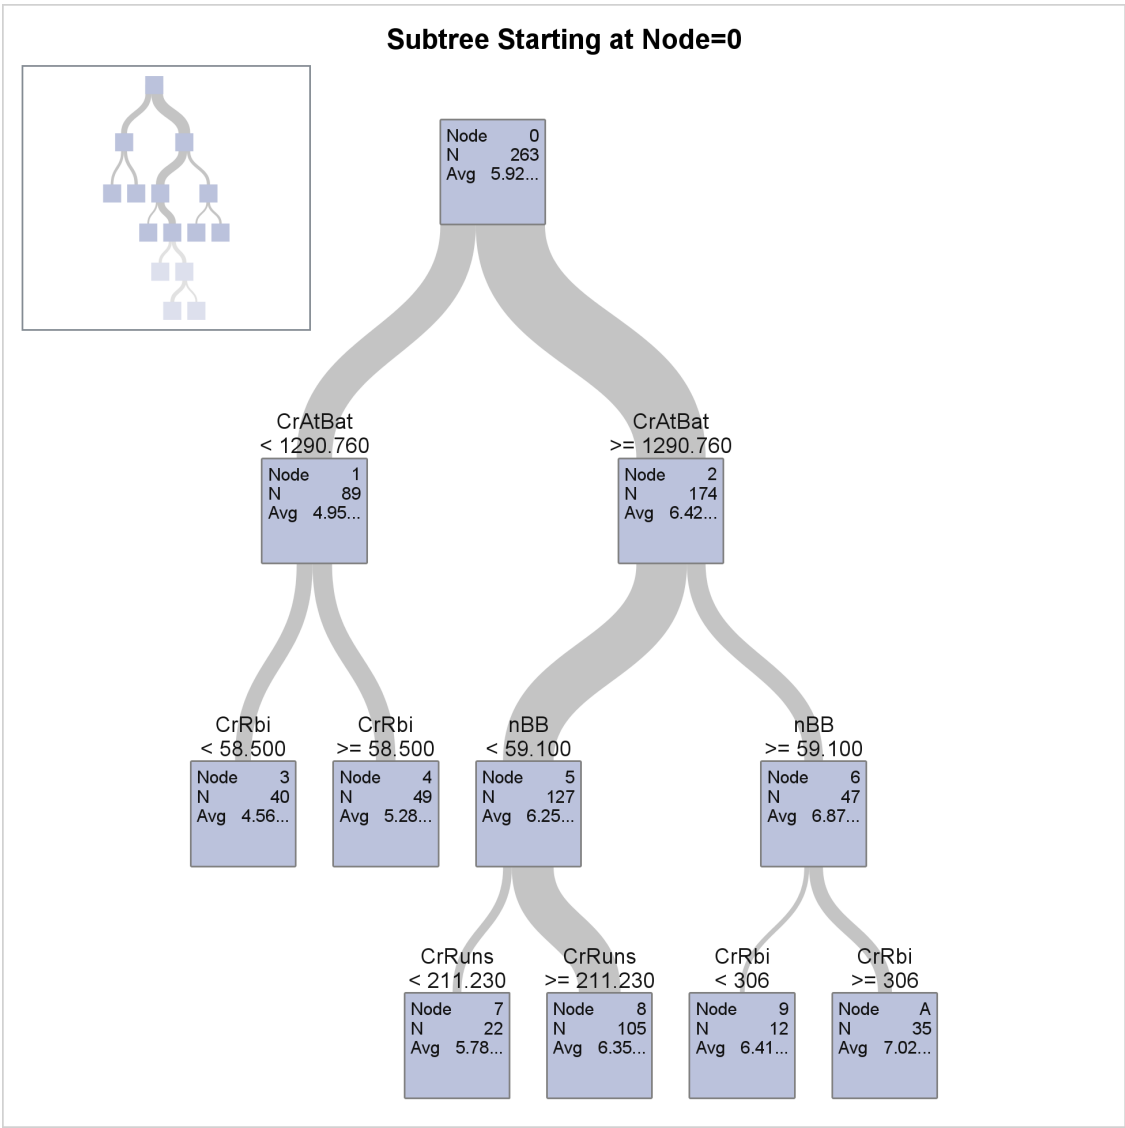 Subtree Starting at Node=0
Node 0
N 263
Avg 5.92...
CrAtBat
< 1290.760
Node 1
N 89
Avg 4.95...
CrAtBat
>= 1290.760
Node 2
N 174
Avg 6.42...
CrRbi
< 58.500
Node 3
N 40
Avg 4.56...
CrRbi
>= 58.500
Node 4
N 49
Avg 5.28...
nBB
< 59.100
Node 5
N 127
Avg 6.25...
nBB
>= 59.100
Node 6
N 47
Avg 6.87...
CrRuns
< 211.230
Node 7
N 22
Avg 5.78...
CrRuns
>= 211.230
Node 8
N 105
Avg 6.35...
CrRbi
< 306
Node 9
N 12
Avg 6.41...
CrRbi
>= 306
Node A
N 35
Avg 7.02...